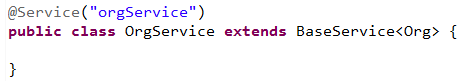 @Service("orgService")
public class OrgService extends BaseService<Org> {
}